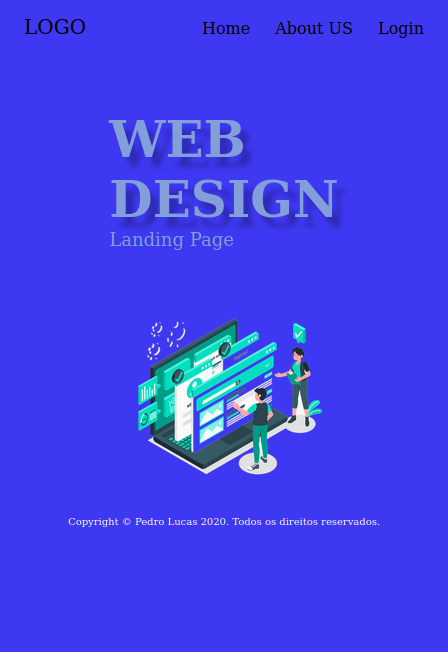 LOGO Home About US Login
WEB
DESIGN
Landing Page
Copyright © Pedro Lucas 2020. Todos os direitos reservados.